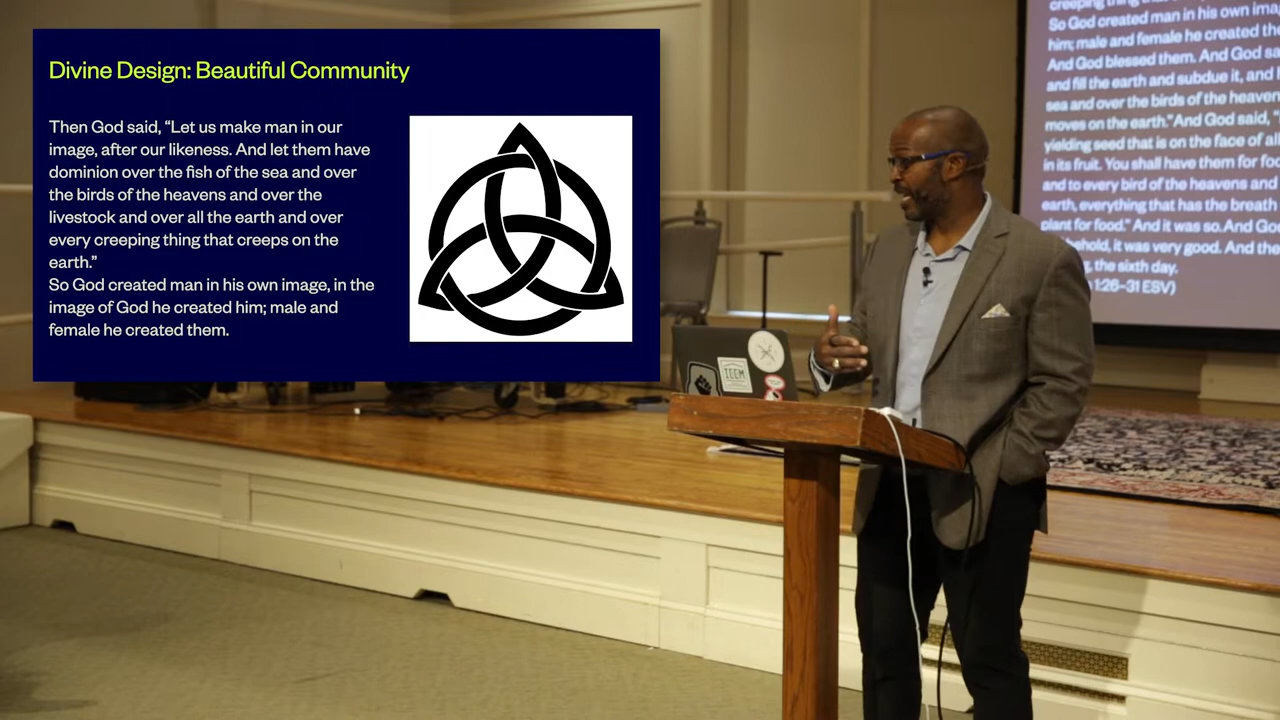 Divine Design: Beautiful Community
Then God said, “Let us make man in our
image, after our likeness. And let them have
dominion over the fish of the sea and over
the birds of the heavens and over the
livestock and over all the earth and over
every creeping thing that creeps on the
earth.”
So God created man in his own image, in the
image of God he created him; male and
female he created them.
creeping thing that
So God created man in his own
him; male and female he created
And God blessed them. And God
and fill the earth and subdue it, and
sea and over the birds of the heaven
moves on the earth.” And God said, “
yielding seed that is on the face of
in its fruit. You shall have them for
and to every bird of the heavens and
earth, everything that has the breath
plant for food.” And it was so. And
behold, it was very good. And
the sixth day.
1:26–31 ESV)
IEEM